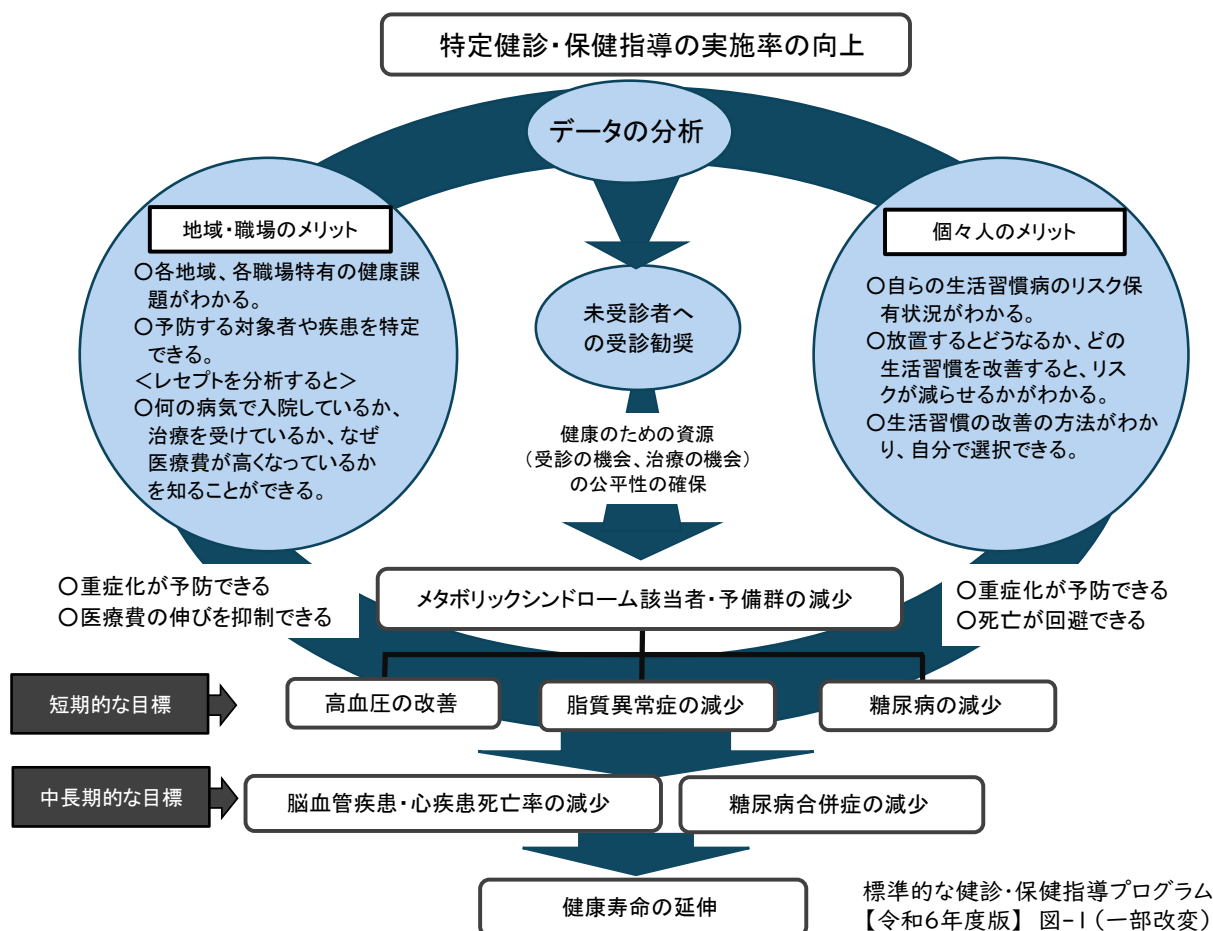 特定健診・保健指導の実施率の向上
データの分析
地域・職場のメリット
〇各地域、各職場特有の健康課
題がわかる。
〇予防する対象者や疾患を特定
できる。
<レセプトを分析すると>
〇何の病気で入院しているか、
治療を受けているか、なぜ
医療費が高くなっているか
を知ることができる。
未受診者へ
の受診勧奨
健康のための資源
（受診の機会、治療の機会）
の公平性の確保
個々人のメリット
〇自らの生活習慣病のリスク保
有状況がわかる。
〇放置するとどうなるか、どの
生活習慣を改善すると、リス
クが減らせるかがわかる。
〇生活習慣の改善の方法がわか
り、自分で選択できる。
〇重症化が予防できる
〇医療費の伸びを抑制できる
メタボリックシンドローム該当者・予備群の減少
〇重症化が予防できる
〇死亡が回避できる
短期的な目標
高血圧の改善
脂質異常症の減少
糖尿病の減少
中長期的な目標
脳血管疾患・心疾患死亡率の減少
糖尿病合併症の減少
健康寿命の延伸
標準的な健診・保健指導プログラム
【令和6年度版】 図-1（一部改変）